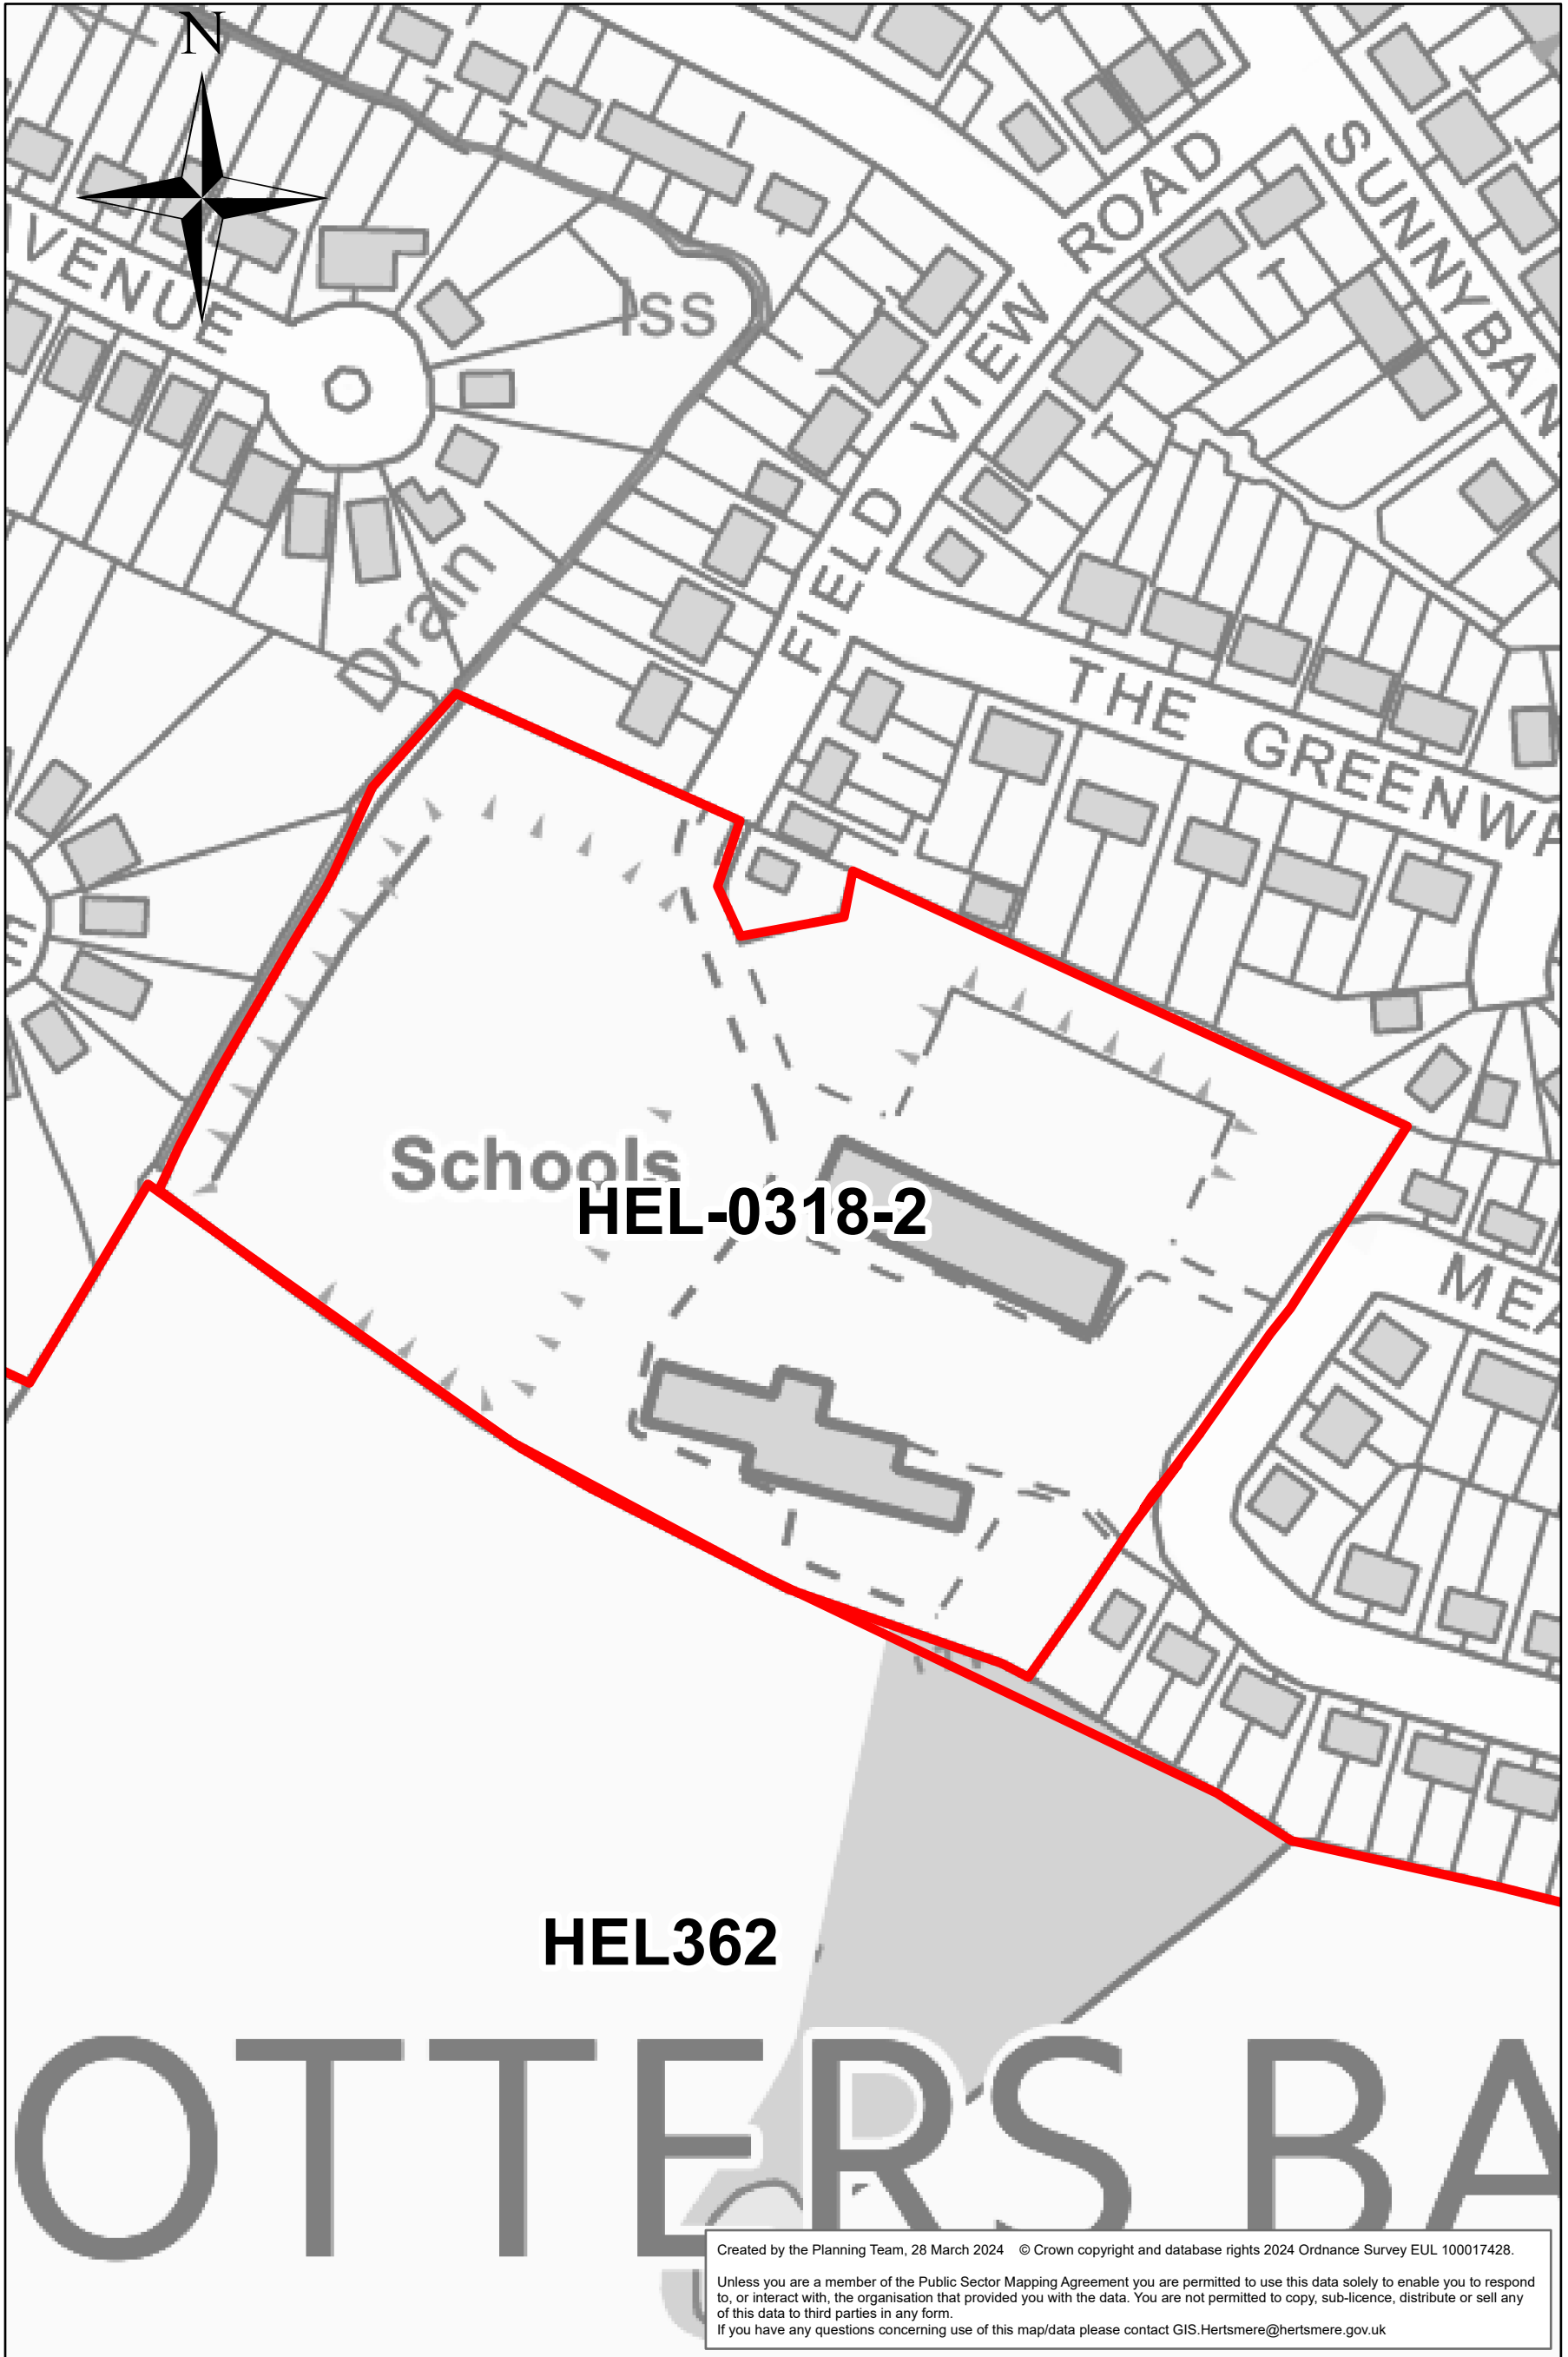 N
VENUE
Iss
ROAD
SUNNYBAN
FIELD VIEW
Drain
THE GREENWA
E
Schools
HEL-0318-2
MEA
HEL362
OTTERS BA
Created by the Planning Team, 28 March 2024 © Crown copyright and database rights 2024 Ordnance Survey EUL 100017428.
Unless you are a member of the Public Sector Mapping Agreement you are permitted to use this data solely to enable you to respond
to, or interact with, the organisation that provided you with the data. You are not permitted to copy, sub-licence, distribute or sell any
of this data to third parties in any form.
If you have any questions concerning use of this map/data please contact GIS.Hertsmere@hertsmere.gov.uk